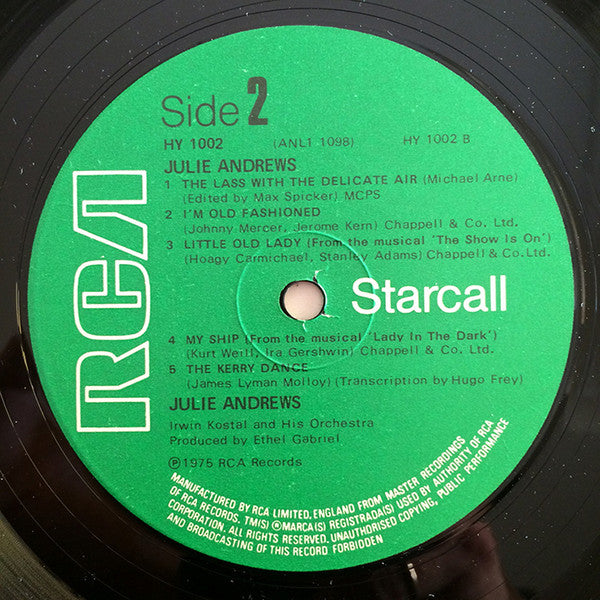 Side 2
HY 1002 (ANL1 1098) HY 1002 B
JULIE ANDREWS
1 THE LASS WITH THE DELICATE AIR (Michael Arne)
(Edited by Max Spicker) MCPS
2 I'M OLD FASHIONED
(Johnny Mercer, Jerome Kern) Chappell & Co. Ltd.
3 LITTLE OLD LADY (From the musical 'The Show Is On')
(Hoagy Carmichael, Stanley Adams) Chappell & Co. Ltd.
RCA
Starcall
4 MY SHIP (From the musical 'Lady In The Dark')
(Kurt Weill, Ira Gershwin) Chappell & Co. Ltd.
5 THE KERRY DANCE
(James Lyman Molloy) (Transcription by Hugo Frey)
JULIE ANDREWS
Irwin Kostal and His Orchestra
Produced by Ethel Gabriel
℗1975 RCA Records
MANUFACTURED BY RCA LIMITED, ENGLAND FROM MASTER RECORDINGS
OF RCA RECORDS. TM(S) ® MARCA(S) REGISTRADA(S) USED BY AUTHORITY OF RCA
CORPORATION. ALL RIGHTS RESERVED. UNAUTHORISED COPYING, PUBLIC PERFORMANCE
AND BROADCASTING OF THIS RECORD FORBIDDEN